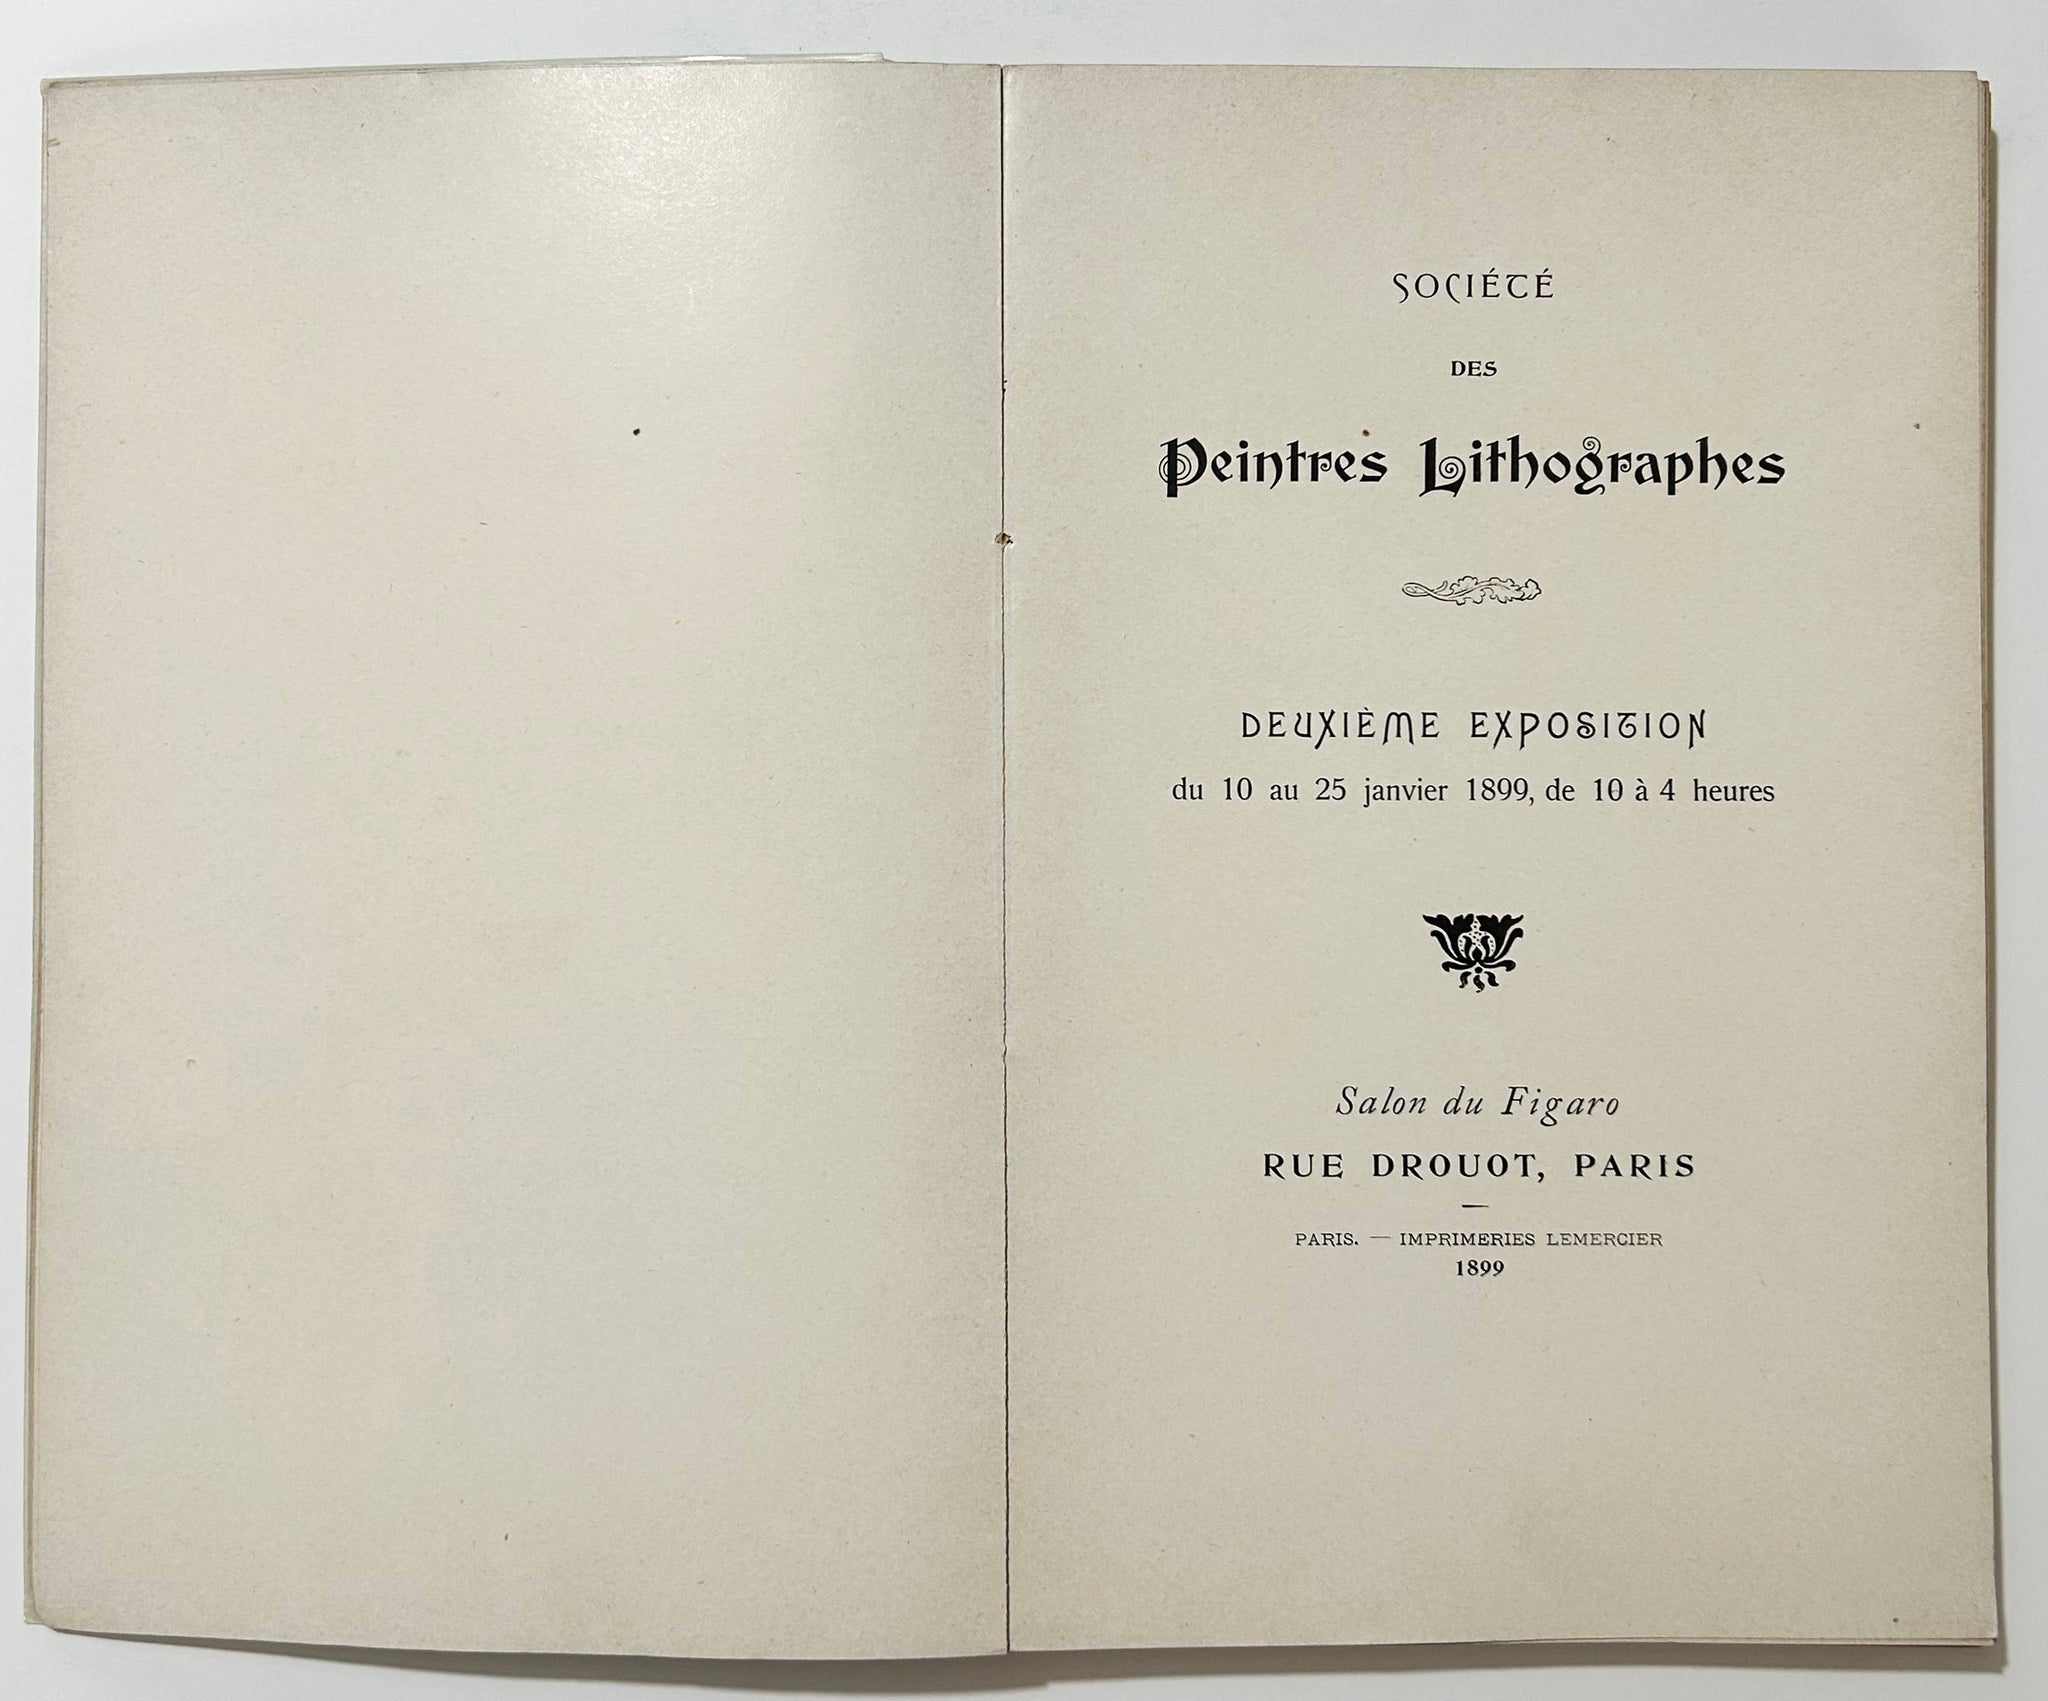 SOCIÉTÉ
DES
Peintres Lithographes
DEUXIÈME EXPOSITION
du 10 au 25 janvier 1899, de 10 à 4 heures
Salon du Figaro
RUE DROUOT, PARIS
PARIS. — IMPRIMERIES LEMERCIER
1899